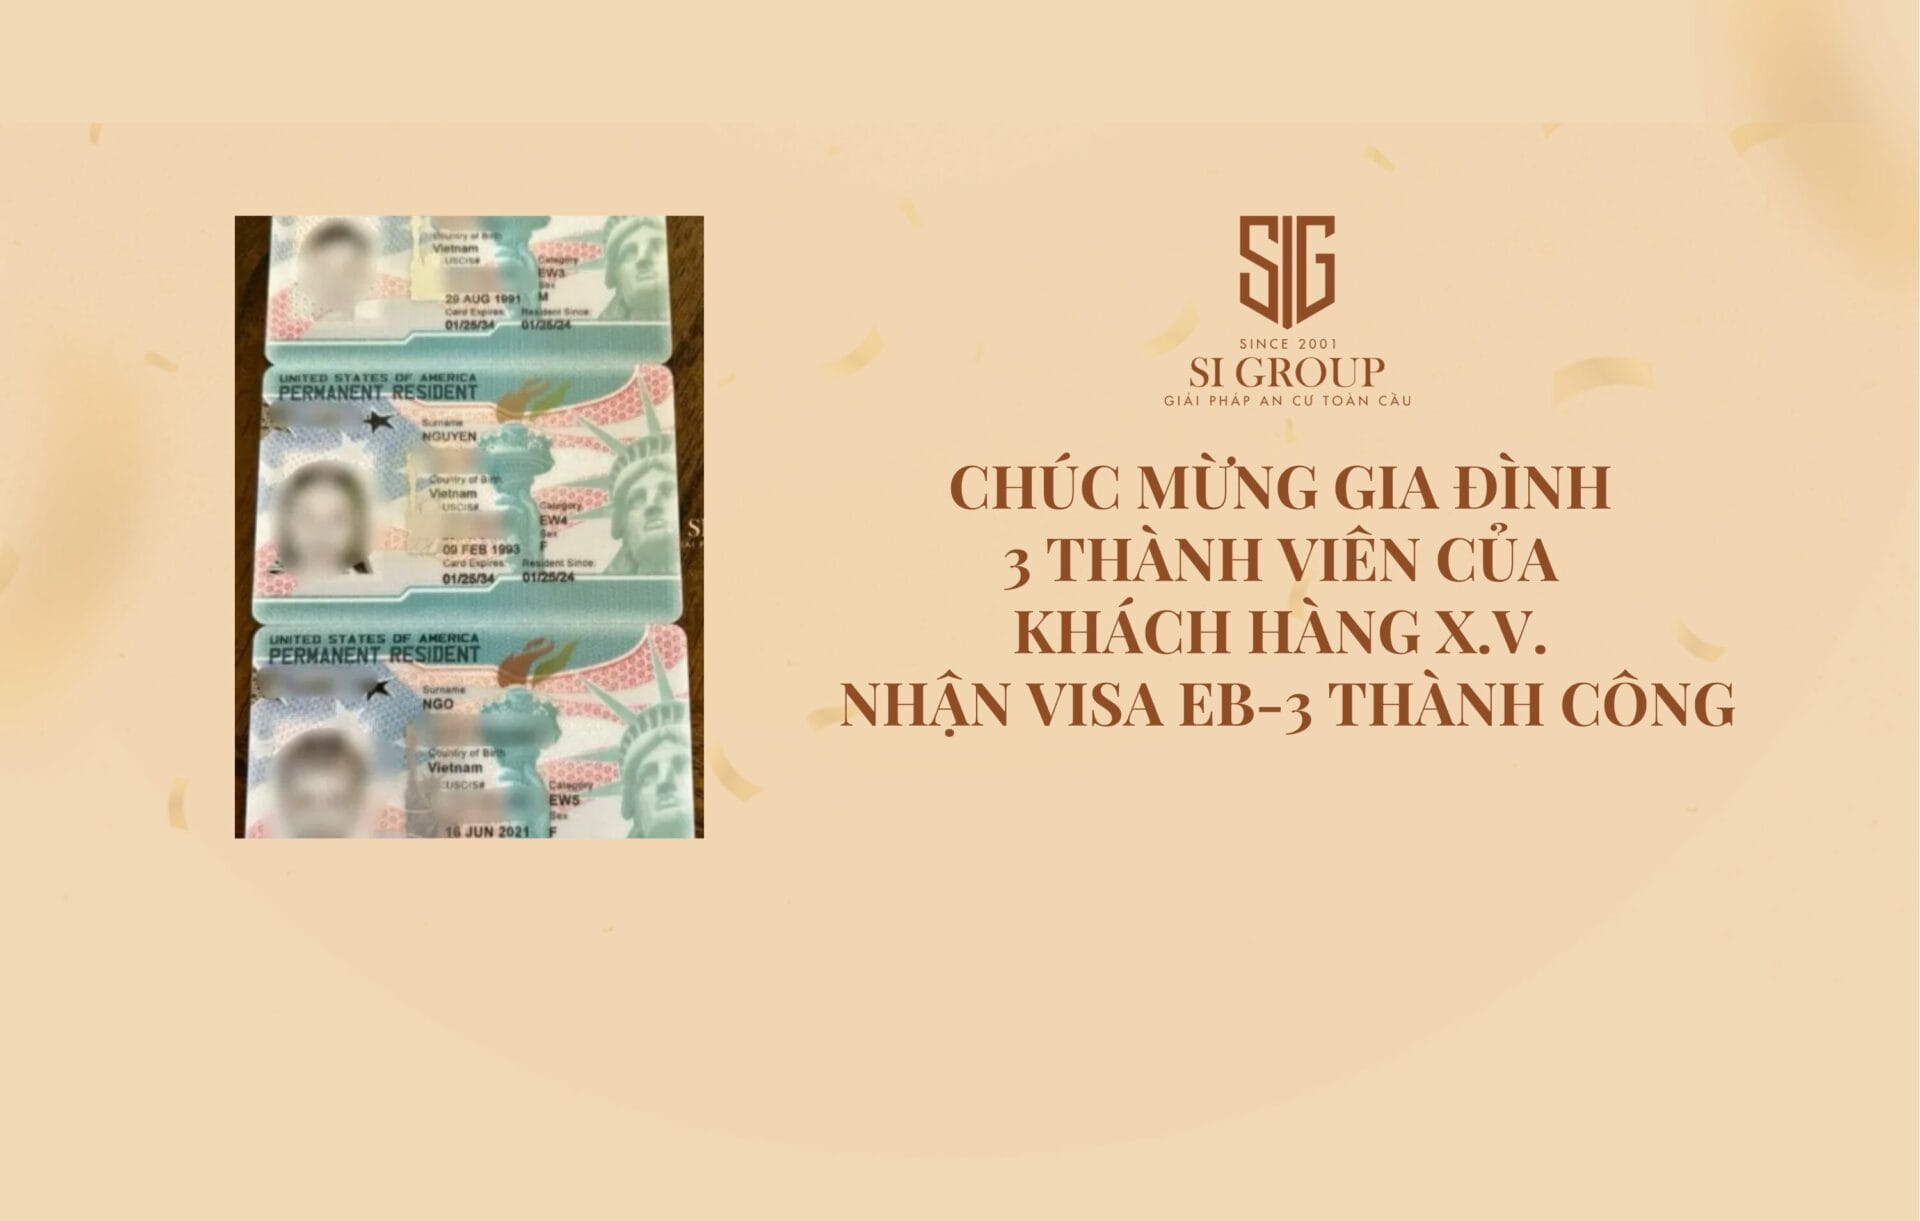 Country of Birth
Vietnam
USCIS#
Category
EW3
Sex
M
29 AUG 1991
Card Expires: Resident Since:
01/25/34 01/25/24
UNITED STATES OF AMERICA
PERMANENT RESIDENT
Surname
NGUYEN
Country of Birth
Vietnam
USCIS#
Category
EW4
Sex
F
09 FEB 1993
Card Expires: Resident Since:
01/25/34 01/25/24
UNITED STATES OF AMERICA
PERMANENT RESIDENT
Surname
NGO
Country of Birth
Vietnam
USCIS#
Category
EW5
Sex
F
16 JUN 2021
SIG
SINCE 2001
SI GROUP
GIẢI PHÁP AN CƯ TOÀN CẦU
CHÚC MỪNG GIA ĐÌNH
3 THÀNH VIÊN CỦA
KHÁCH HÀNG X.V.
NHẬN VISA EB-3 THÀNH CÔNG